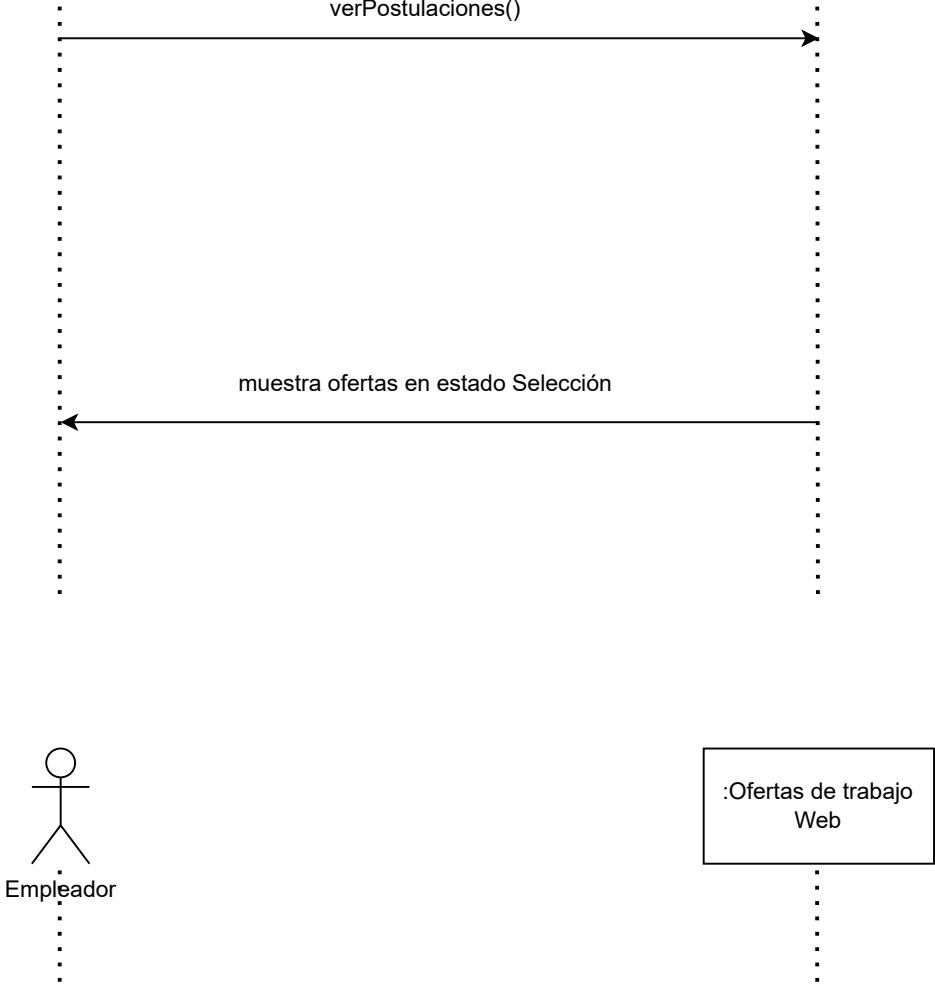 verPostulaciones()
muestra ofertas en estado Selección
Empleador
:Ofertas de trabajo
Web